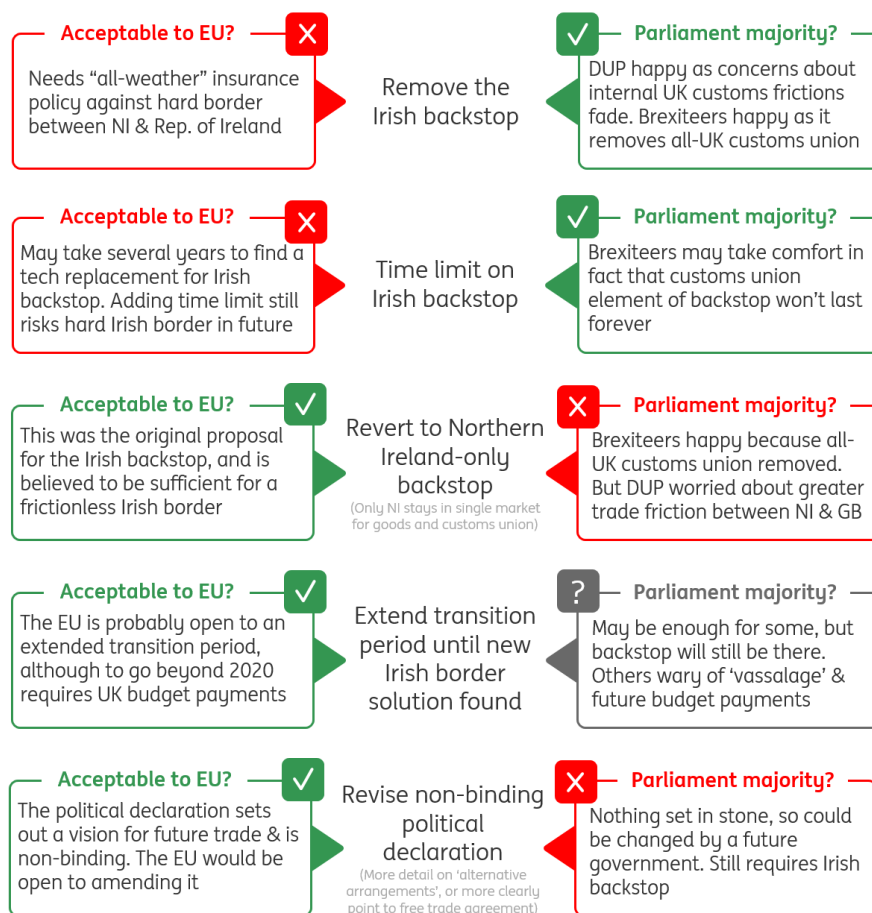 Acceptable to EU?
Needs “all-weather” insurance
policy against hard border
between NI & Rep. of Ireland
Remove the
Irish backstop
Parliament majority?
DUP happy as concerns about
internal UK customs frictions
fade. Brexiteers happy as it
removes all-UK customs union
Acceptable to EU?
May take several years to find a
tech replacement for Irish
backstop. Adding time limit still
risks hard Irish border in future
Time limit on
Irish backstop
Parliament majority?
Brexiteers may take comfort in
fact that customs union
element of backstop won’t last
forever
Acceptable to EU?
This was the original proposal
for the Irish backstop, and is
believed to be sufficient for a
frictionless Irish border
Revert to Northern
Ireland-only
backstop
(Only NI stays in single market
for goods and customs union)
Parliament majority?
Brexiteers happy because all-
UK customs union removed.
But DUP worried about greater
trade friction between NI & GB
Acceptable to EU?
The EU is probably open to an
extended transition period,
although to go beyond 2020
requires UK budget payments
Extend transition
period until new
Irish border
solution found
?
Parliament majority?
May be enough for some, but
backstop will still be there.
Others wary of ‘vassalage’ &
future budget payments
Acceptable to EU?
The political declaration sets
out a vision for future trade & is
non-binding. The EU would be
open to amending it
Revise non-binding
political
declaration
(More detail on ‘alternative
arrangements’, or more clearly
point to free trade agreement)
Parliament majority?
Nothing set in stone, so could
be changed by a future
government. Still requires Irish
backstop